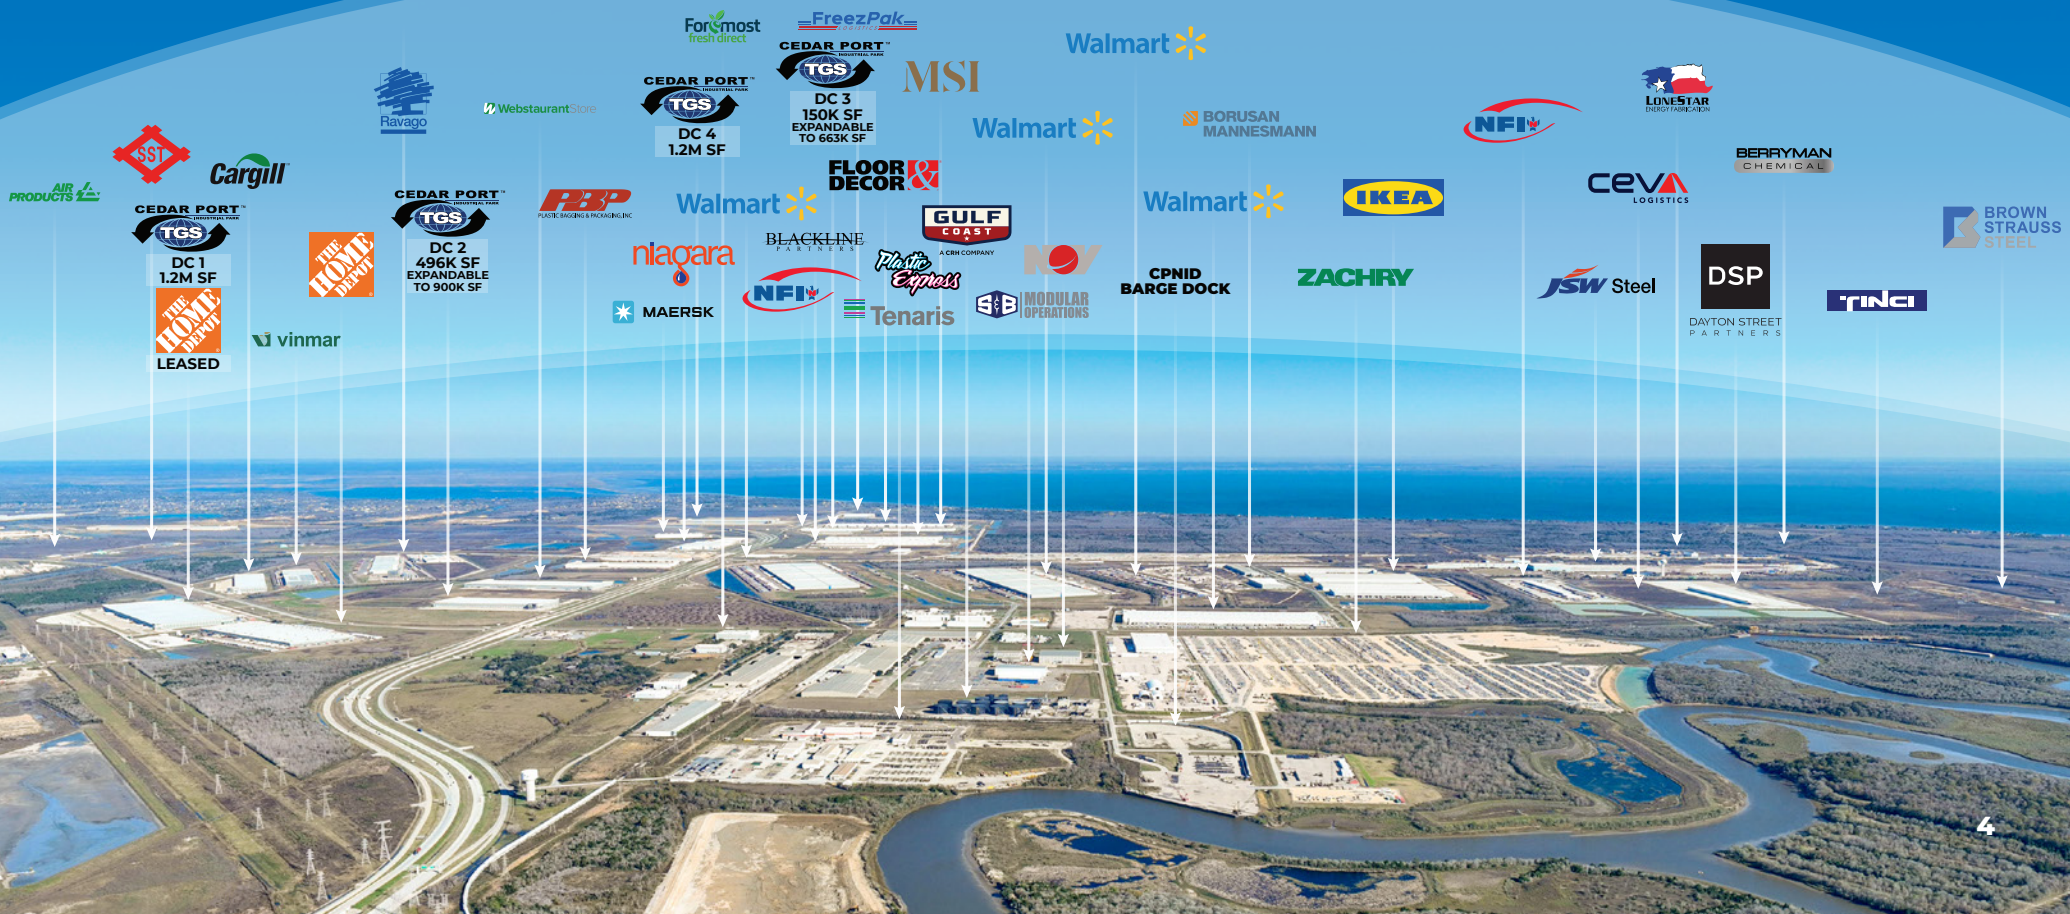 Foremost
fresh direct
FreezPak
LOGISTICS
Walmart
CEDAR PORT™
INDUSTRIAL PARK
TGS
DC 3
150K SF
EXPANDABLE
TO 663K SF
MSI
Ravago
WebstaurantStore
CEDAR PORT™
INDUSTRIAL PARK
TGS
DC 4
1.2M SF
Walmart
BORUSAN
MANNESMANN
NFI
LONESTAR
ENERGY FABRICATION
SST
Cargill™
AIR
PRODUCTS
CEDAR PORT™
INDUSTRIAL PARK
TGS
DC 1
1.2M SF
THE
HOME
DEPOT
LEASED
THE
HOME
DEPOT
vinmar
CEDAR PORT™
INDUSTRIAL PARK
TGS
DC 2
496K SF
EXPANDABLE
TO 900K SF
PBP
PLASTIC BAGGING & PACKAGING, INC
Walmart
FLOOR &
DECOR
BLACKLINE
PARTNERS
niagara
MAERSK
NFI
GULF
COAST
A CRH COMPANY
Plastic
Express
Tenaris
NOV
S&B
MODULAR
OPERATIONS
Walmart
CPNID
BARGE DOCK
IKEA
ZACHRY
CEVA
LOGISTICS
BERRYMAN
CHEMICAL
JSW Steel
DSP
DAYTON STREET
PARTNERS
TINCI
BROWN
STRAUSS
STEEL
4